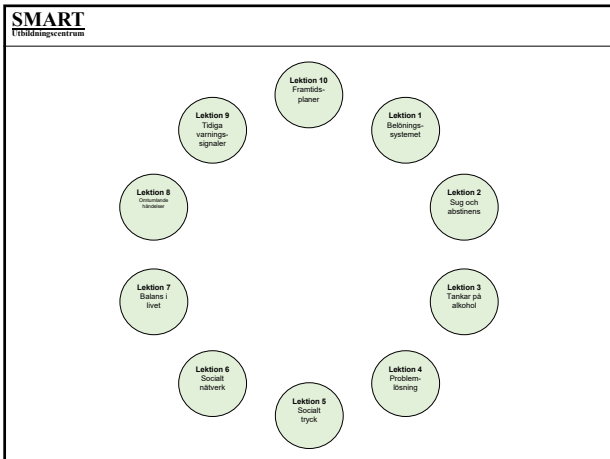 SMART
Utbildningscentrum
Lektion 10
Framtids-
planer
Lektion 9
Tidiga
varnings-
signaler
Lektion 1
Belönings-
systemet
Lektion 8
Omtumlande
händelser
Lektion 2
Sug och
abstinens
Lektion 7
Balans i
livet
Lektion 3
Tankar på
alkohol
Lektion 6
Socialt
nätverk
Lektion 4
Problem-
lösning
Lektion 5
Socialt
tryck